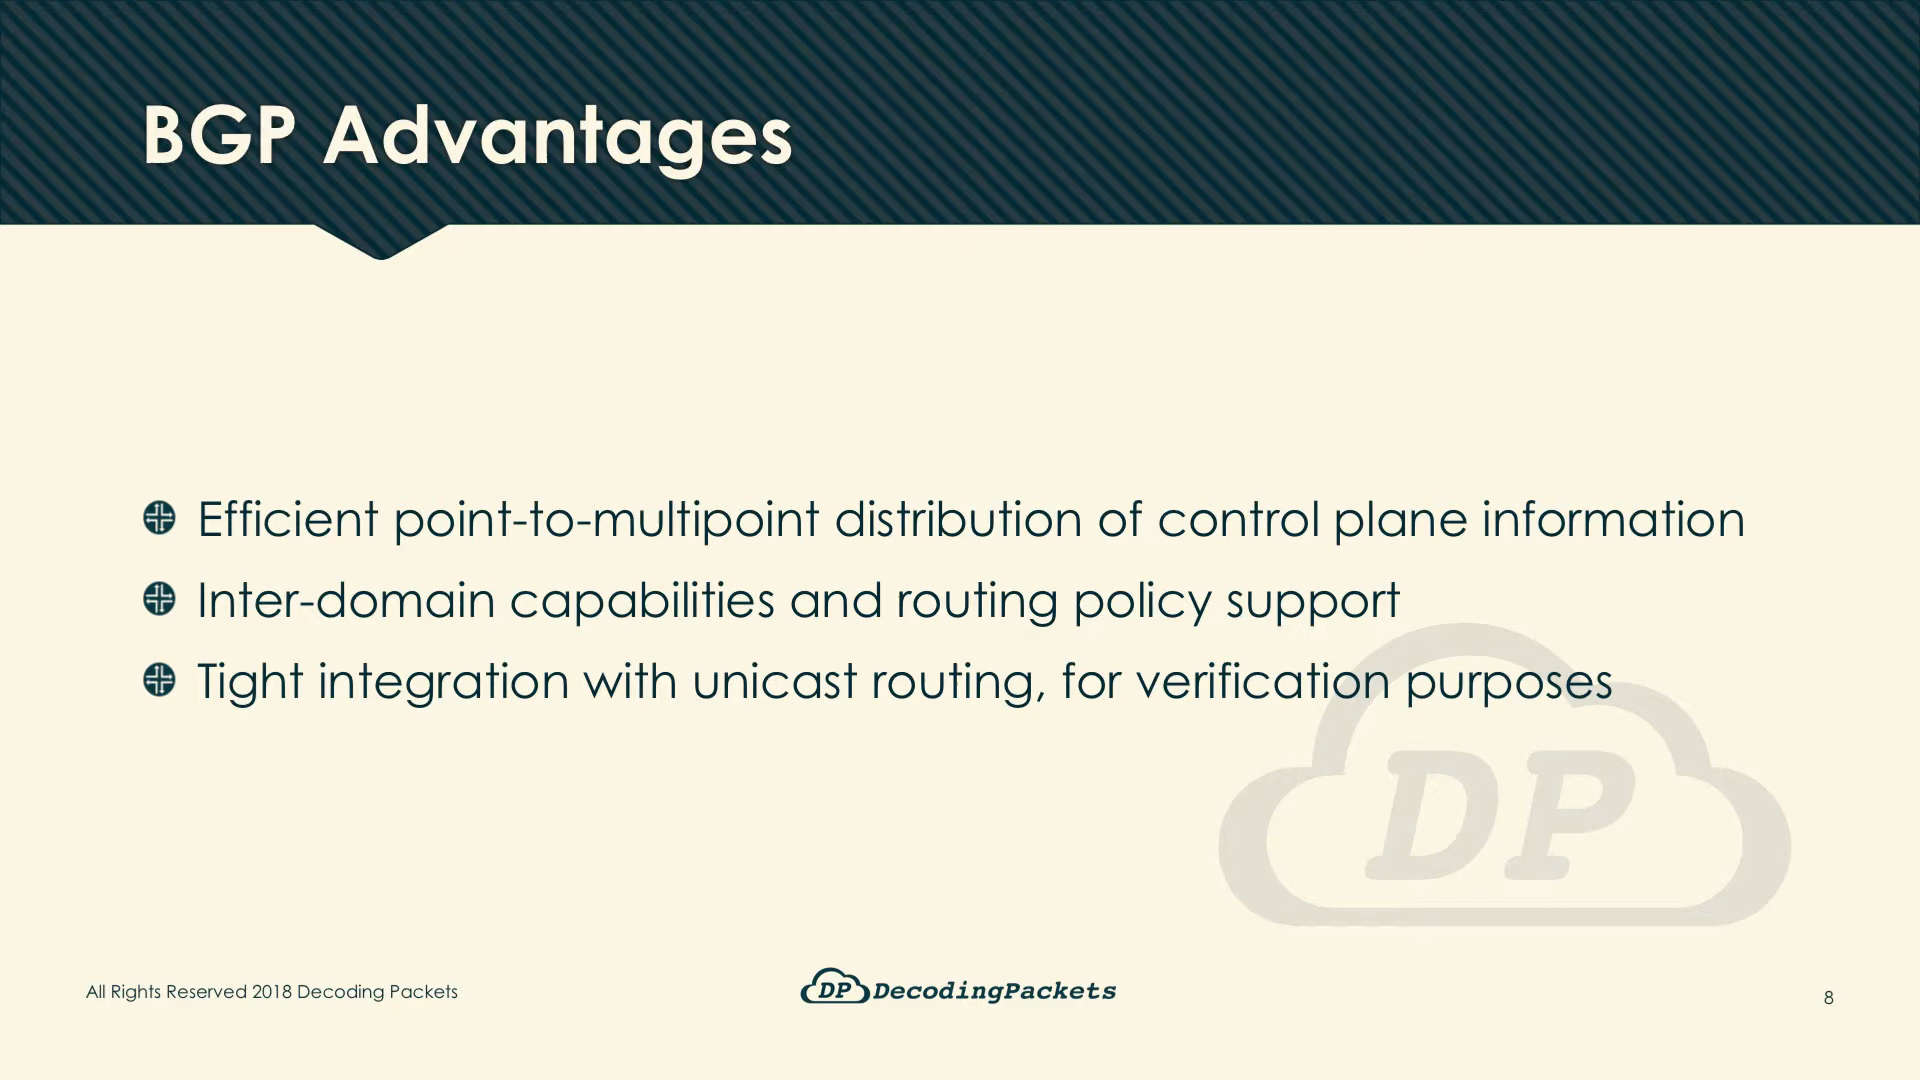 BGP Advantages
Efficient point-to-multipoint distribution of control plane information
Inter-domain capabilities and routing policy support
Tight integration with unicast routing, for verification purposes
DP
All Rights Reserved 2018 Decoding Packets
DP DecodingPackets
8